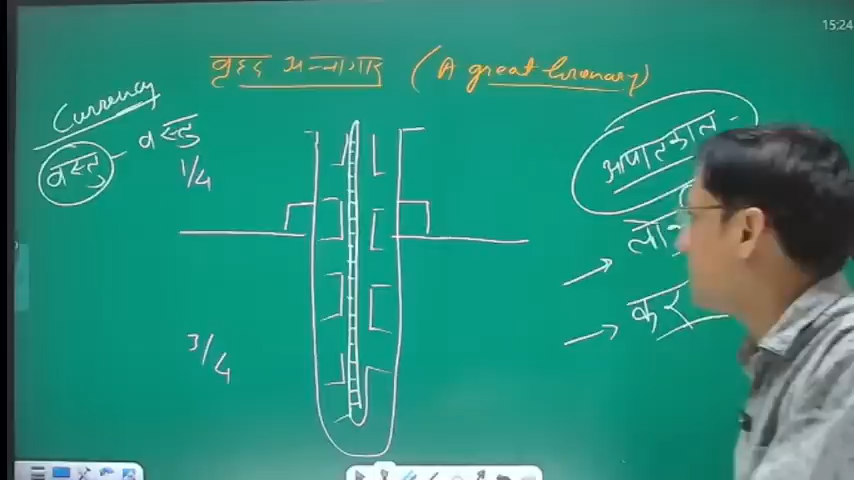 15:24
वृहद अन्नागार (A great Granary)
Currency
वस्तु - वस्तु
1/4
3/4
आपातकाल -
कर